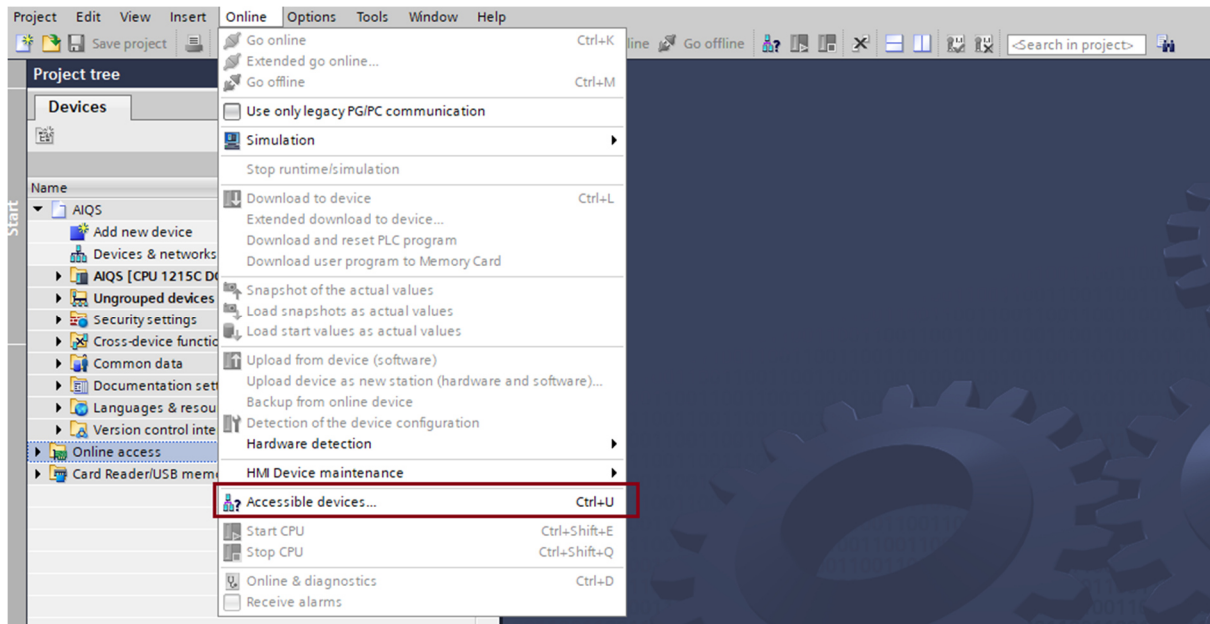 Project Edit View Insert Online Options Tools Window Help
Save project
Go offline
<Search in project>
Project tree
Devices
Name
Start
AIQS
Add new device
Devices & networks
AIQS [CPU 1215C
Ungrouped devices
Security settings
Cross-device
Common data
Documentation
Languages &
Version control
Online access
Card Reader/USB
Go online Ctrl+K
Extended go online...
Go offline Ctrl+M
Use only legacy PG/PC communication
Simulation
Stop runtime/simulation
Download to device Ctrl+L
Extended download to device...
Download and reset PLC program
Download user program to Memory Card
Snapshot of the actual values
Load snapshots as actual values
Load start values as actual values
Upload from device (software)
Upload device as new station (hardware and software)...
Backup from online device
Detection of the device configuration
Hardware detection
HMI Device maintenance
Accessible devices... Ctrl+U
Start CPU Ctrl+Shift+E
Stop CPU Ctrl+Shift+Q
Online & diagnostics Ctrl+D
Receive alarms